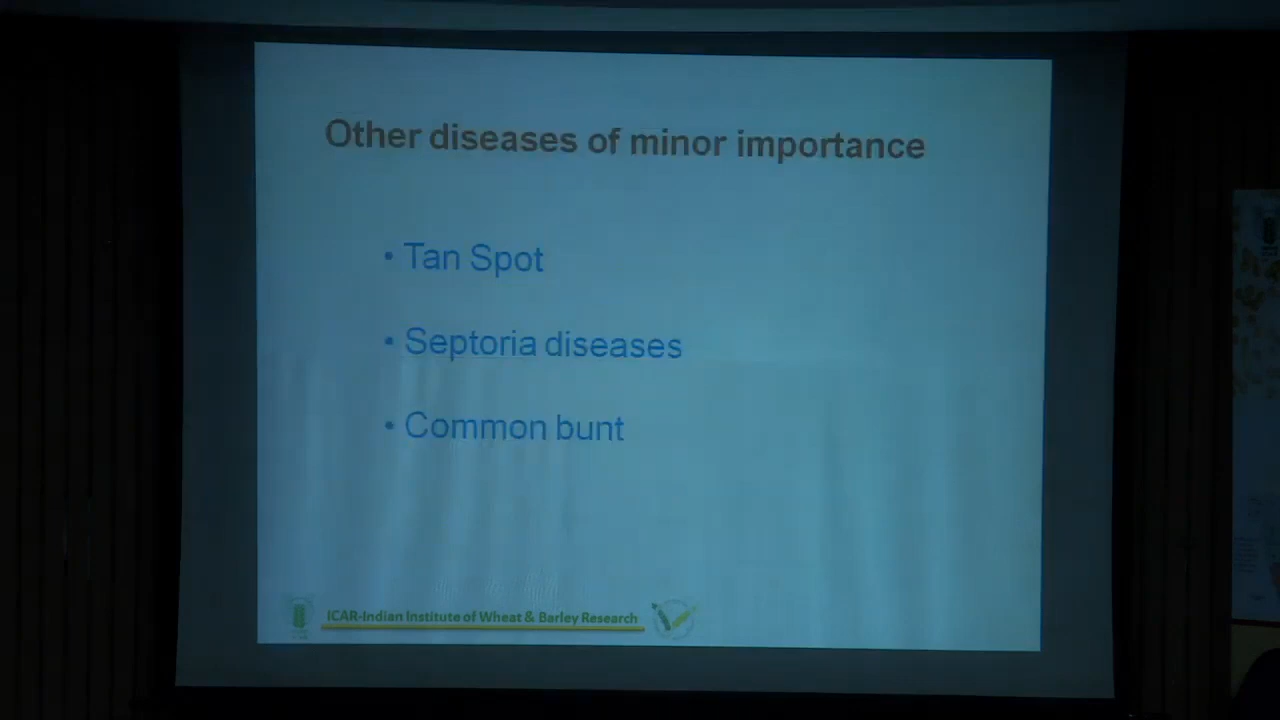 Other diseases of minor importance
• Tan Spot
• Septoria diseases
• Common bunt
ICAR-Indian Institute of Wheat & Barley Research